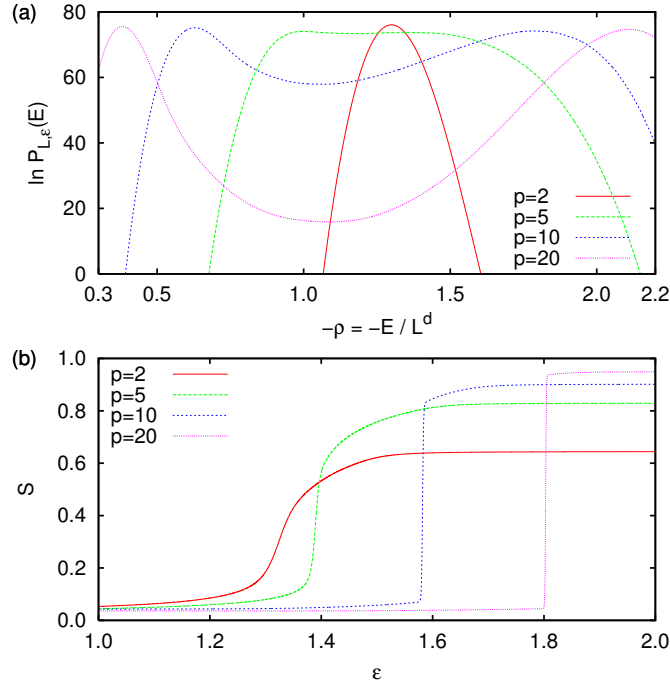 (a)
80
60
40
20
0
ln P_{L,ε}(E)
p=2
p=5
p=10
p=20
0.3 0.5 1.0 1.5 2.0 2.2
-ρ = -E / L^d
(b)
1.0
0.8
0.6
0.4
0.2
0.0
S
p=2
p=5
p=10
p=20
1.0 1.2 1.4 1.6 1.8 2.0
ε